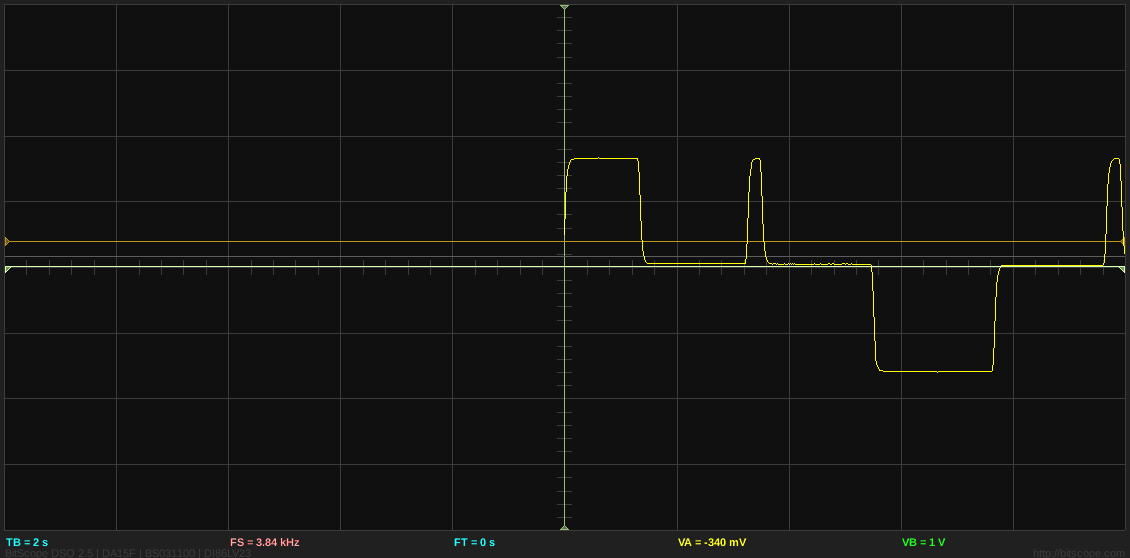 TB = 2 s FS = 3.84 kHz FT = 0 s VA = -340 mV VB = 1 V
BitScope DSO 2.5 | DA15F | BS031100 | DI86LV23 http://bitscope.com